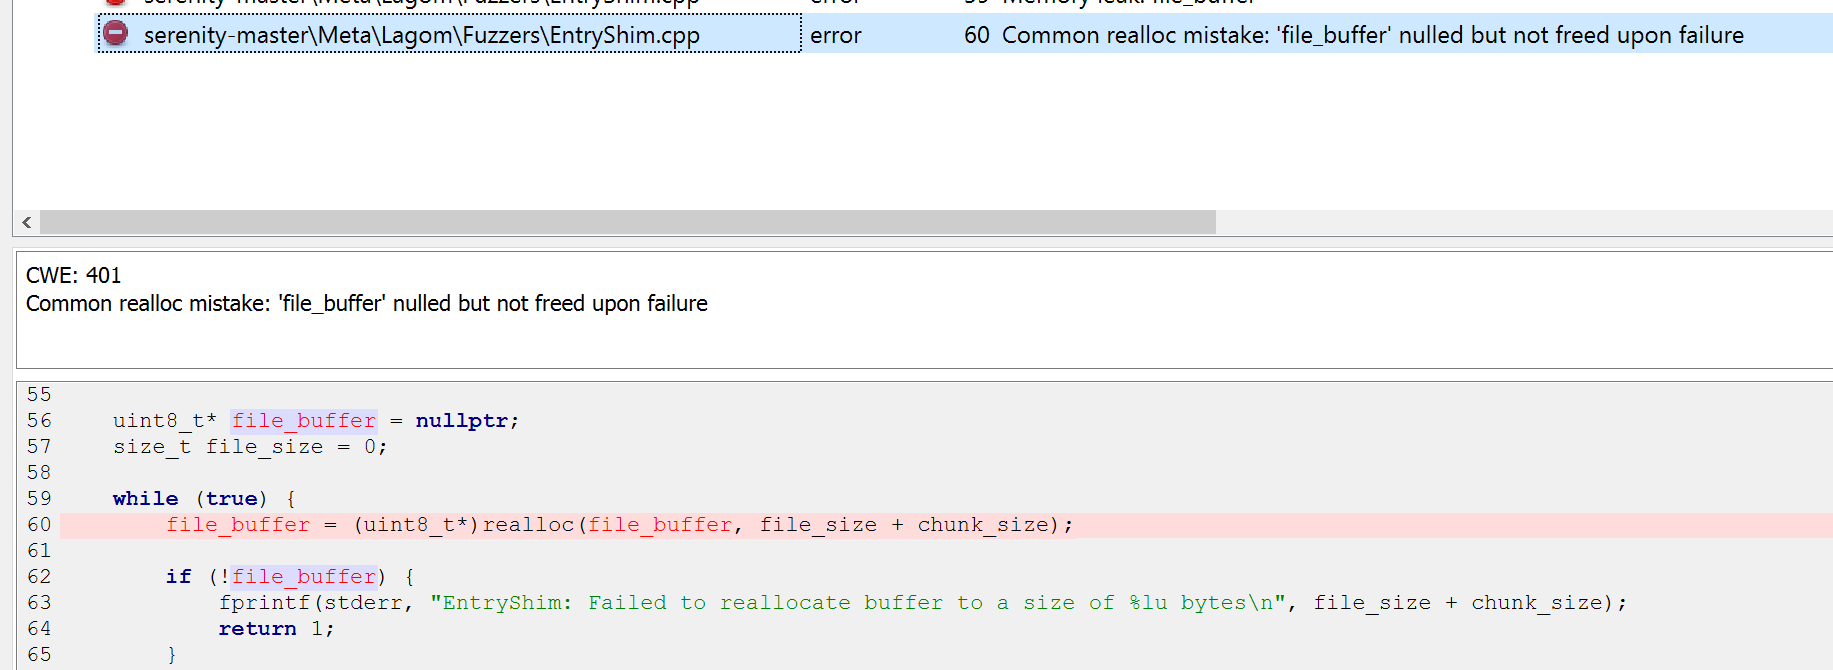 serenity-master\Meta\Lagom\Fuzzers\EntryShim.cpp error 59 Memory leak: file_buffer
serenity-master\Meta\Lagom\Fuzzers\EntryShim.cpp error 60 Common realloc mistake: 'file_buffer' nulled but not freed upon failure
CWE: 401
Common realloc mistake: 'file_buffer' nulled but not freed upon failure
55
56 uint8_t* file_buffer = nullptr;
57 size_t file_size = 0;
58
59 while (true) {
60 file_buffer = (uint8_t*)realloc(file_buffer, file_size + chunk_size);
61
62 if (!file_buffer) {
63 fprintf(stderr, "EntryShim: Failed to reallocate buffer to a size of %lu bytes\n", file_size + chunk_size);
64 return 1;
65 }